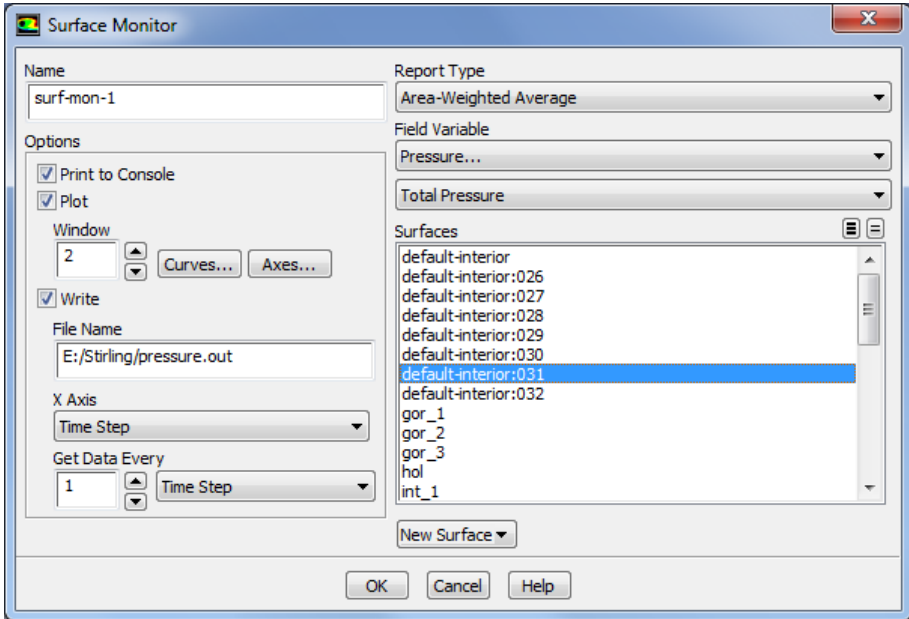 Surface Monitor
Name
surf-mon-1
Options
Print to Console
Plot
Window
2
Curves...
Axes...
Write
File Name
E:/Stirling/pressure.out
X Axis
Time Step
Get Data Every
1
Time Step
Report Type
Area-Weighted Average
Field Variable
Pressure...
Total Pressure
Surfaces
default-interior
default-interior:026
default-interior:027
default-interior:028
default-interior:029
default-interior:030
default-interior:031
default-interior:032
gor_1
gor_2
gor_3
hol
int_1
New Surface
OK
Cancel
Help